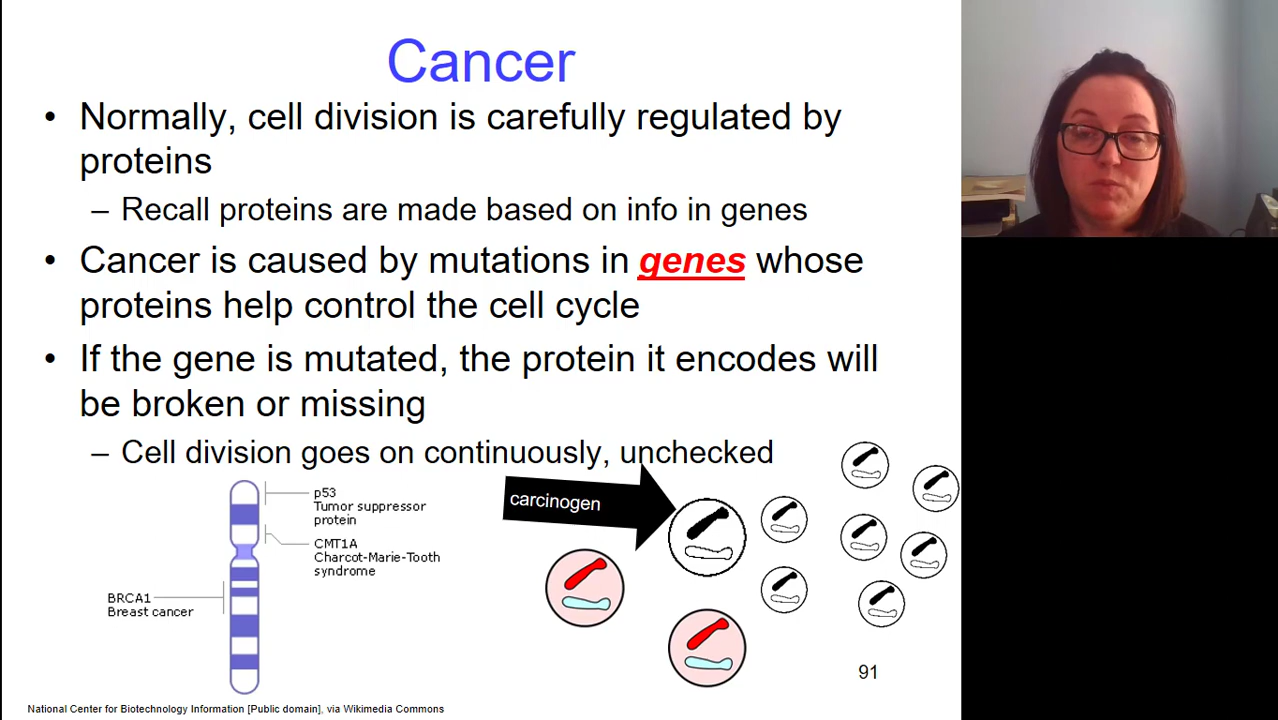 Cancer
• Normally, cell division is carefully regulated by
proteins
– Recall proteins are made based on info in genes
• Cancer is caused by mutations in genes whose
proteins help control the cell cycle
• If the gene is mutated, the protein it encodes will
be broken or missing
– Cell division goes on continuously, unchecked
p53
Tumor suppressor
protein
CMT1A
Charcot-Marie-Tooth
syndrome
BRCA1
Breast cancer
carcinogen
91
National Center for Biotechnology Information [Public domain], via Wikimedia Commons